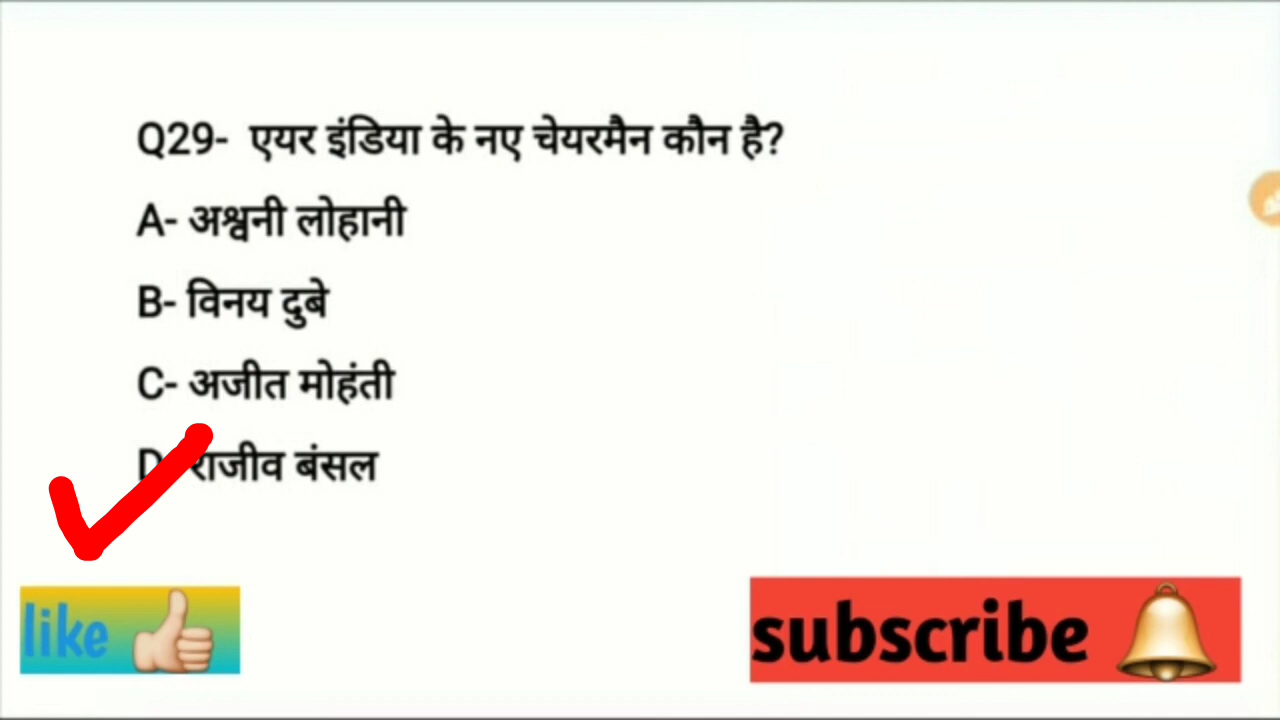 Q29- एयर इंडिया के नए चेयरमैन कौन है?
A- अश्वनी लोहानी
B- विनय दुबे
C- अजीत मोहंती
D- राजीव बंसल
like
subscribe